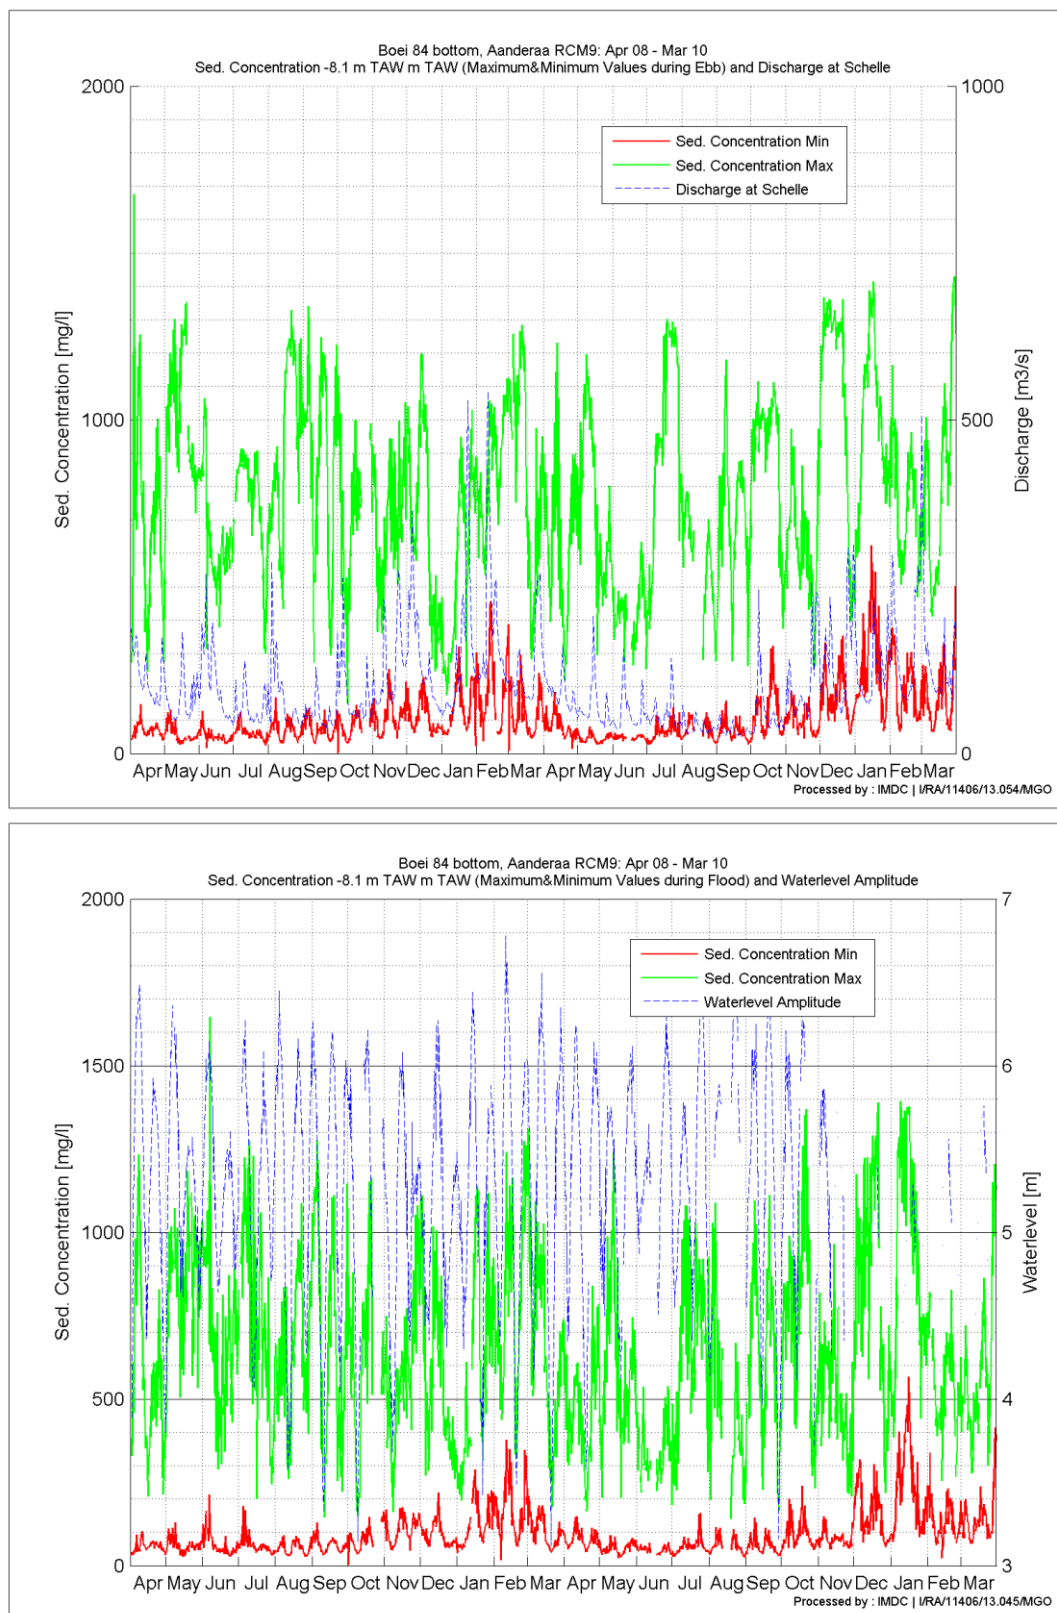 Boei 84 bottom, Aanderaa RCM9: Apr 08 - Mar 10
Sed. Concentration -8.1 m TAW m TAW (Maximum&Minimum Values during Ebb) and Discharge at Schelle
2000
1000
Sed. Concentration Min
Sed. Concentration Max
Discharge at Schelle
Sed. Concentration [mg/l]
Discharge [m3/s]
1000
500
0
0
Apr May Jun Jul Aug Sep Oct Nov Dec Jan Feb Mar Apr May Jun Jul Aug Sep Oct Nov Dec Jan Feb Mar
Processed by : IMDC | I/RA/11406/13.054/MGO
Boei 84 bottom, Aanderaa RCM9: Apr 08 - Mar 10
Sed. Concentration -8.1 m TAW m TAW (Maximum&Minimum Values during Flood) and Waterlevel Amplitude
2000
7
Sed. Concentration Min
Sed. Concentration Max
Waterlevel Amplitude
1500
6
Sed. Concentration [mg/l]
Waterlevel [m]
1000
5
500
4
0
3
Apr May Jun Jul Aug Sep Oct Nov Dec Jan Feb Mar Apr May Jun Jul Aug Sep Oct Nov Dec Jan Feb Mar
Processed by : IMDC | I/RA/11406/13.045/MGO